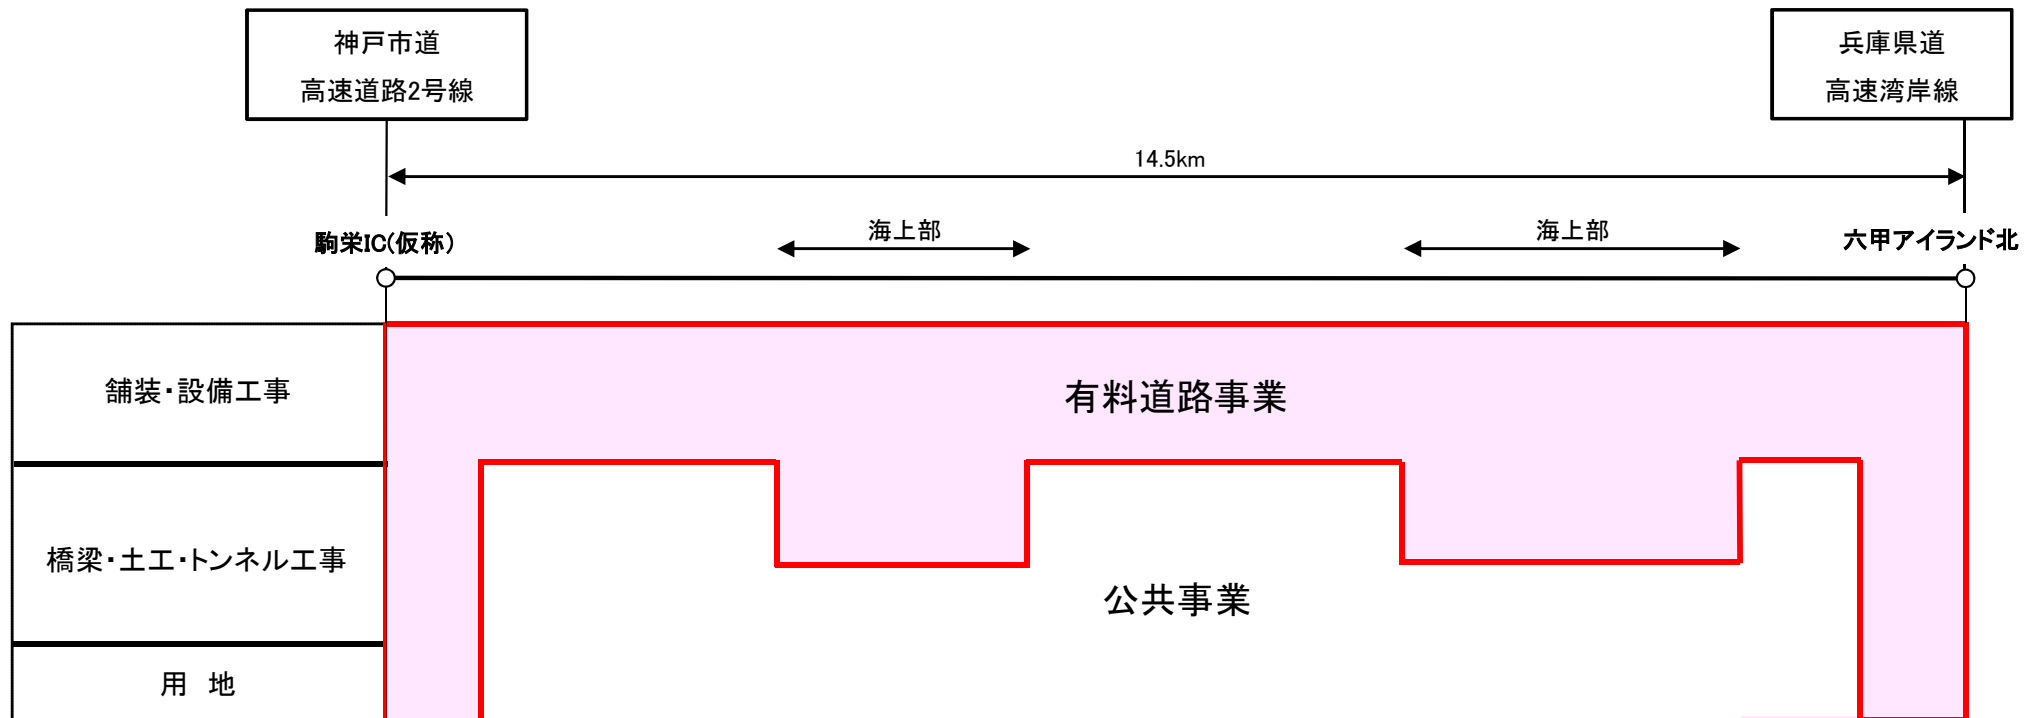 神戸市道
高速道路2号線
兵庫県道
高速湾岸線
14.5km
駒栄IC(仮称)
海上部
海上部
六甲アイランド北
舗装・設備工事
有料道路事業
橋梁・土工・トンネル工事
公共事業
用 地